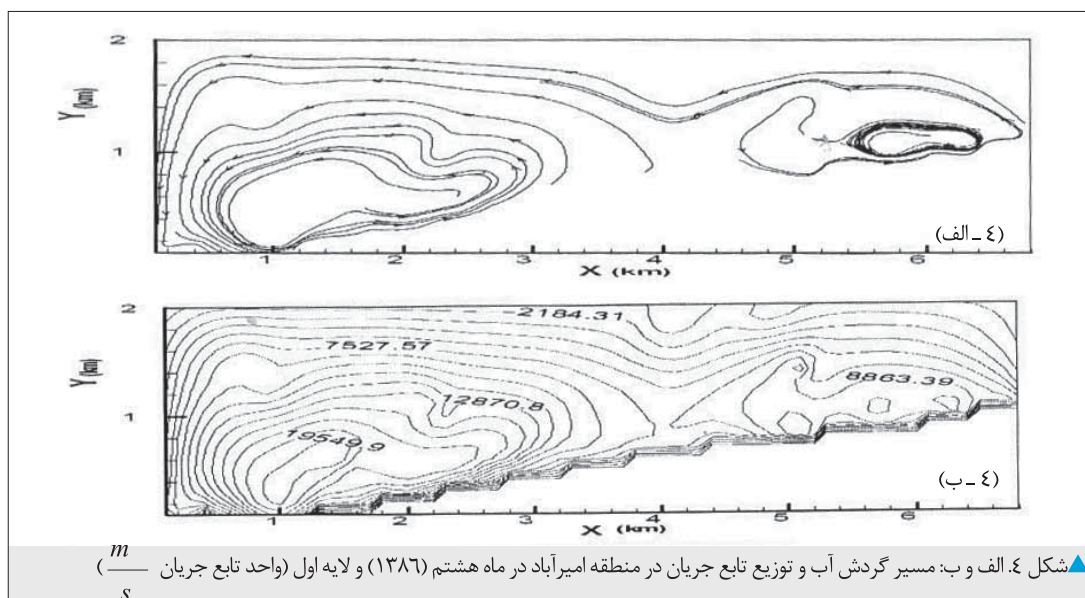 2
Y(km)
1
(٤ - الف)
1 2 3 4 5 6
X (km)
2
-2184.31
7527.57
Y(km)
8863.39
12870.8
1
19549.9
(٤ - ب)
1 2 3 4 5 6
X (km)
شکل ٤. الف و ب: مسیر گردش آب و توزیع تابع جریان در منطقه امیرآباد در ماه هشتم (١٣٨٦) و لایه اول (واحد تابع جریان m/s)